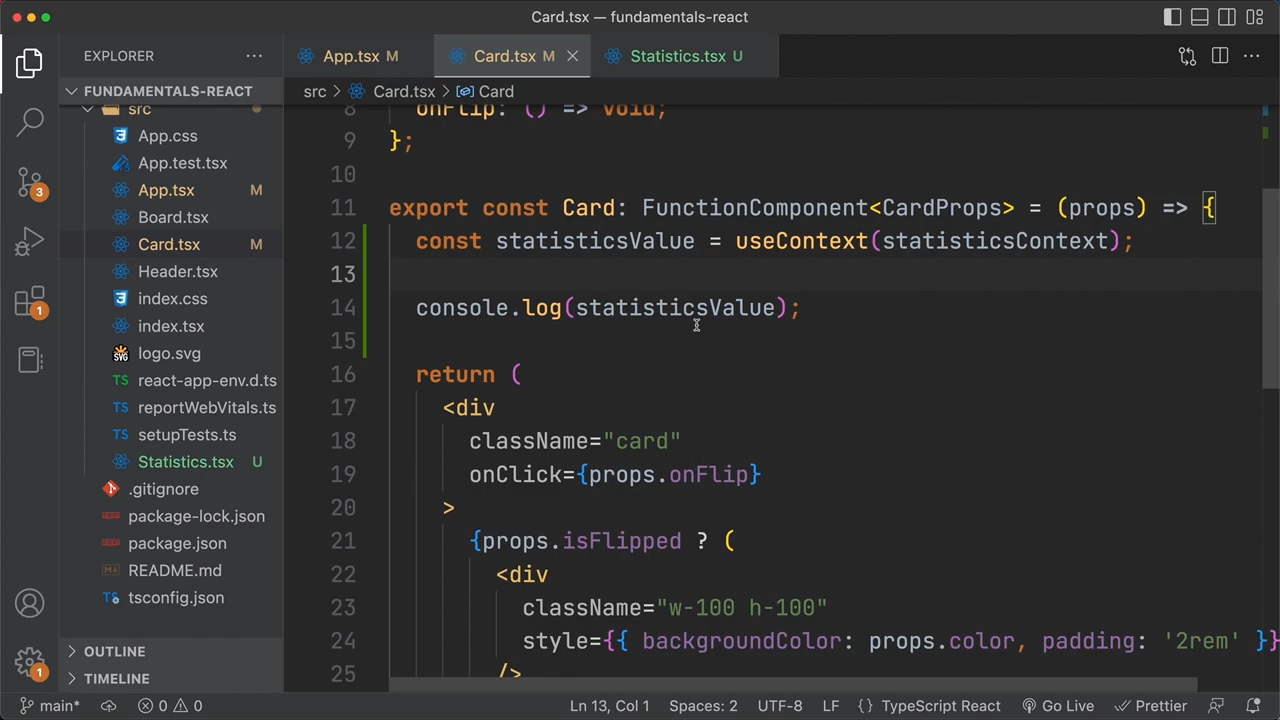 Card.tsx — fundamentals-react
EXPLORER
App.tsx M
Card.tsx M
Statistics.tsx U
FUNDAMENTALS-REACT
src > Card.tsx > Card
src
App.css
App.test.tsx
App.tsx M
Board.tsx
Card.tsx M
Header.tsx
index.css
index.tsx
logo.svg
react-app-env.d.ts
reportWebVitals.ts
setupTests.ts
Statistics.tsx U
.gitignore
package-lock.json
package.json
README.md
tsconfig.json
OUTLINE
TIMELINE
3
1
1
8 onFlip: () => void;
9 };
10
11 export const Card: FunctionComponent<CardProps> = (props) => {
12 const statisticsValue = useContext(statisticsContext);
13
14 console.log(statisticsValue);
15
16 return (
17 <div
18 className="card"
19 onClick={props.onFlip}
20 >
21 {props.isFlipped ? (
22 <div
23 className="w-100 h-100"
24 style={{ backgroundColor: props.color, padding: '2rem' }}
25 />
main* 0 0
Ln 13, Col 1 Spaces: 2 UTF-8 LF {} TypeScript React Go Live Prettier